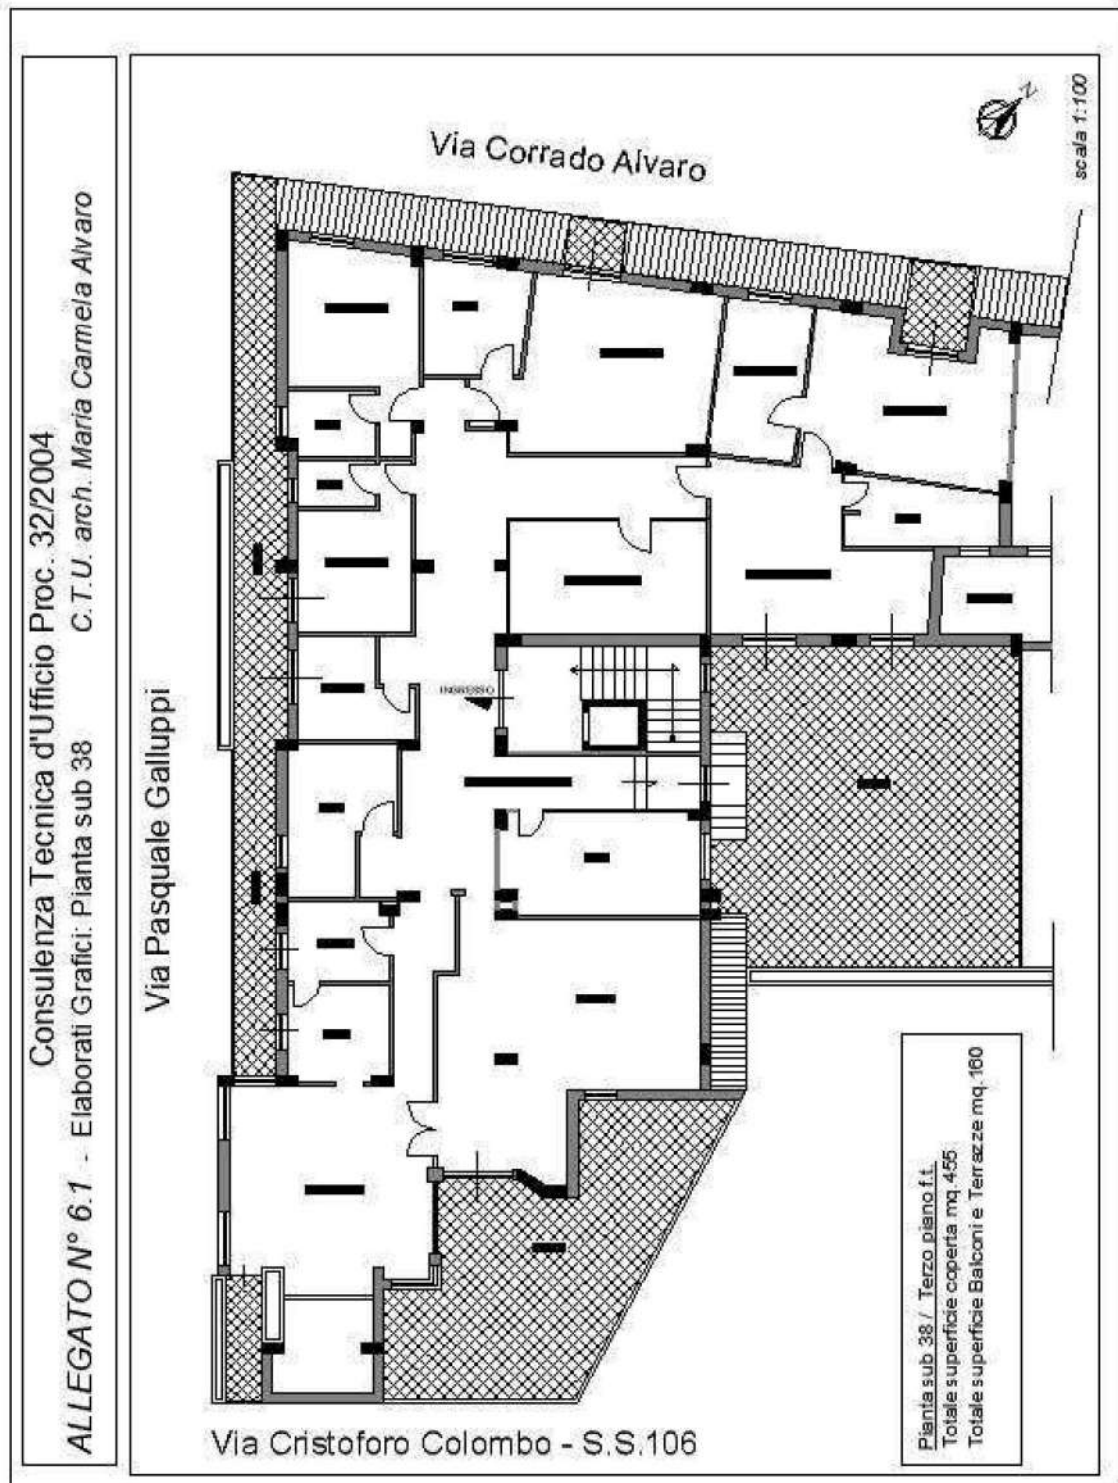 Consulenza Tecnica d'Ufficio Proc. 32/2004
ALLEGATO N° 6.1 - Elaborati Grafici: Pianta sub 38 C.T.U. arch. Maria Carmela Alvaro
Via Pasquale Galluppi
Via Corrado Alvaro
Via Cristoforo Colombo - S.S.106
INGRESSO
N
scala 1:100
Pianta sub 38 / Terzo piano f.t.
Totale superficie coperta mq.455
Totale superficie Balconi e Terrazze mq.160